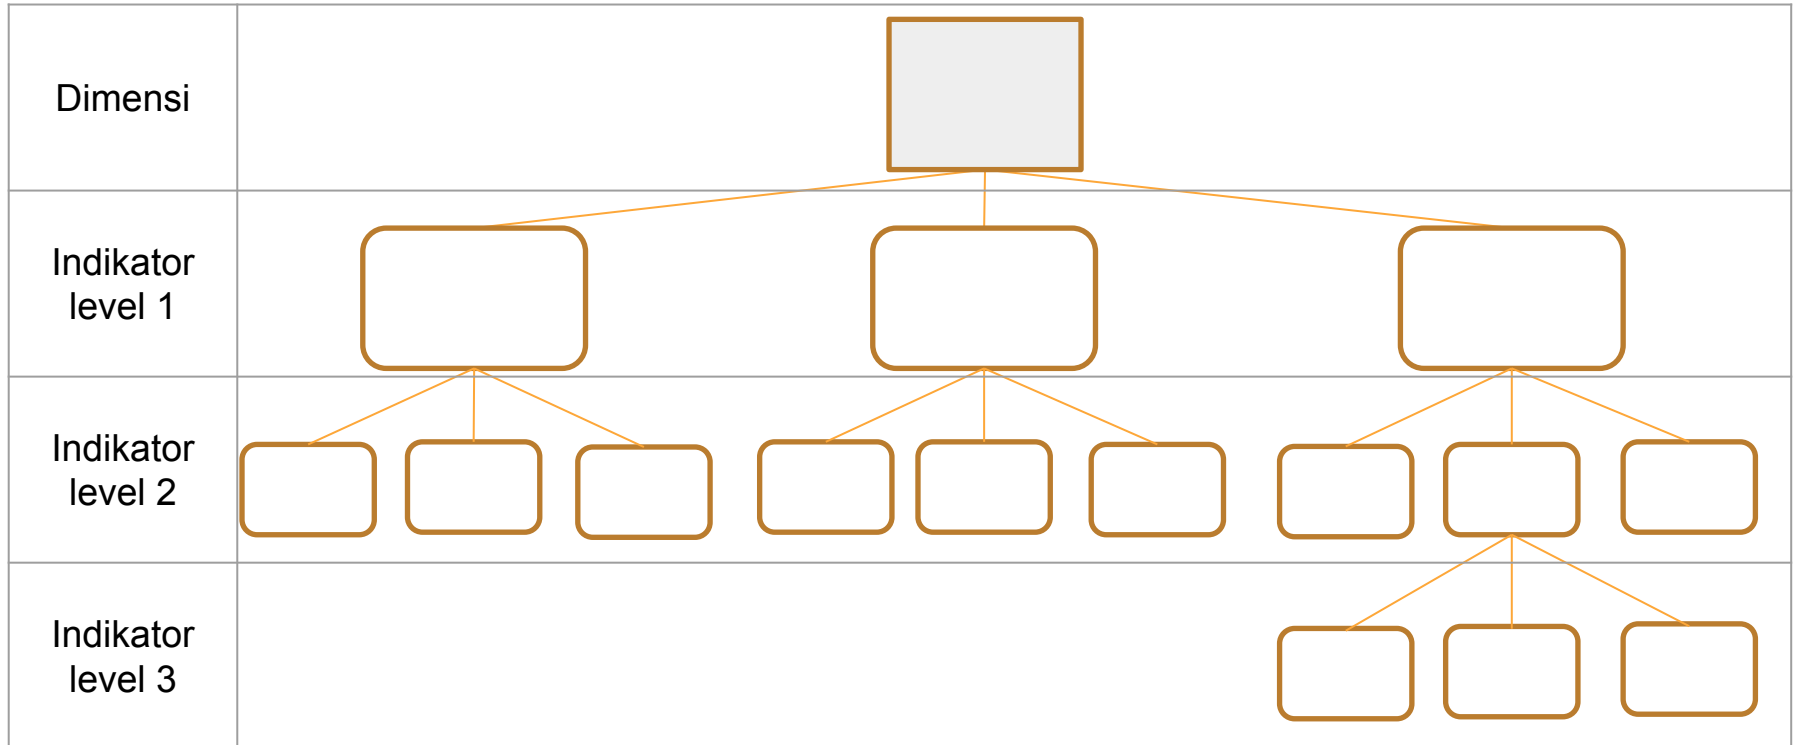 Dimensi
Indikator
level 1
Indikator
level 2
Indikator
level 3